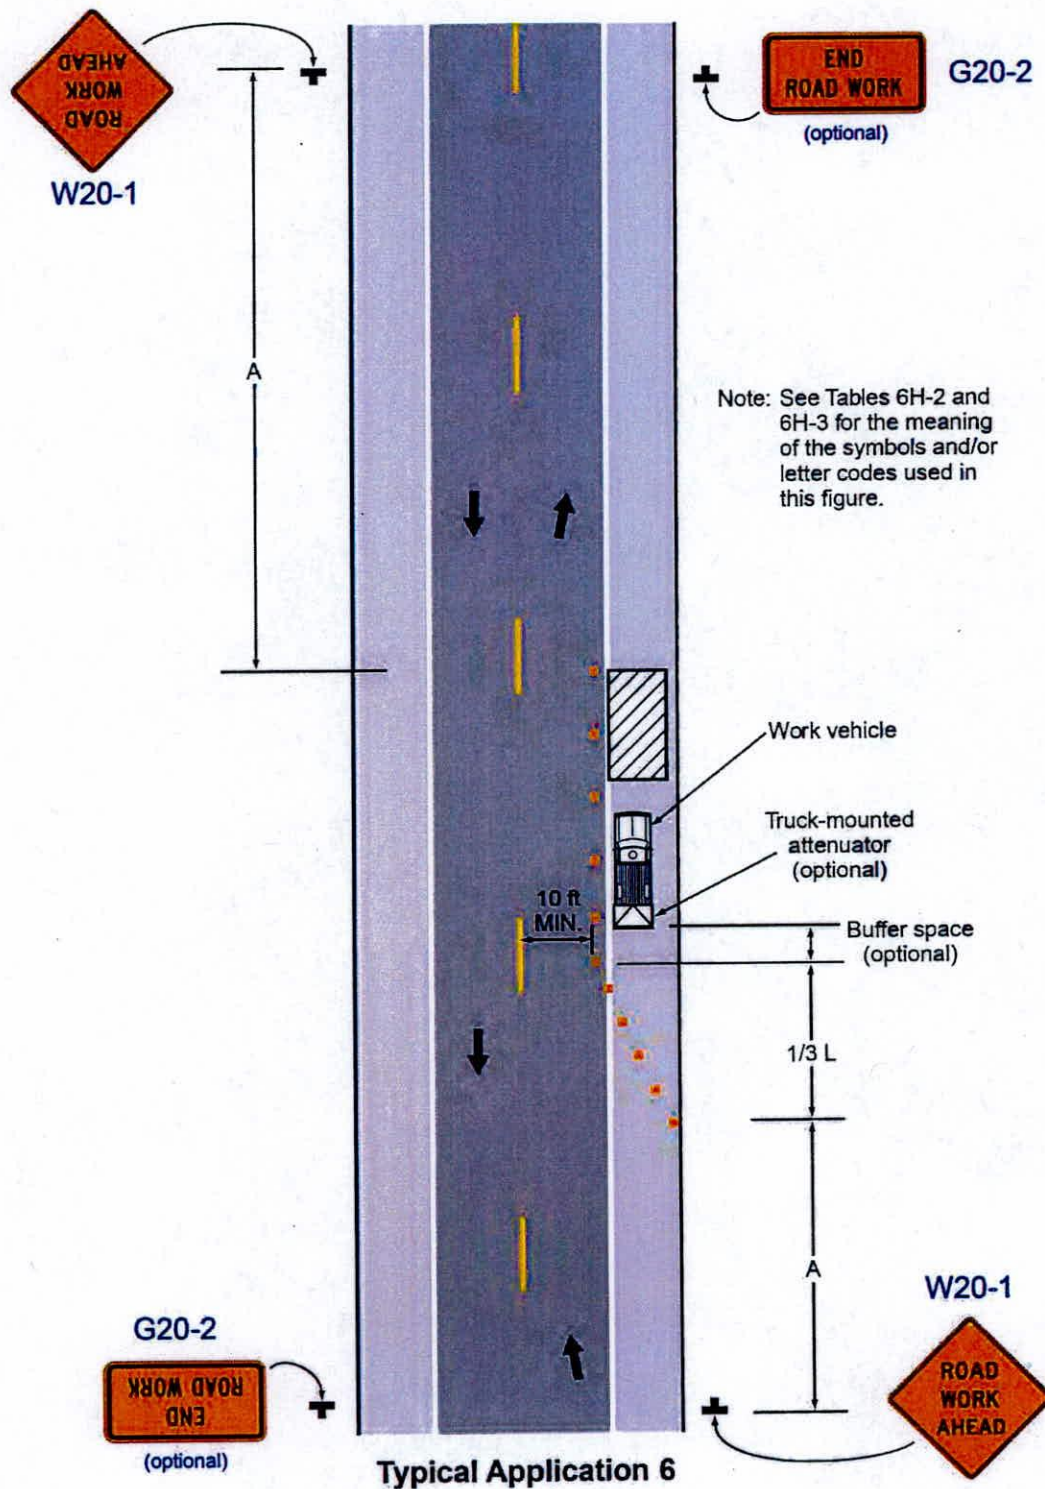 ROAD
WORK
AHEAD
W20-1
END
ROAD WORK
(optional)
G20-2
A
Note: See Tables 6H-2 and
6H-3 for the meaning
of the symbols and/or
letter codes used in
this figure.
Work vehicle
Truck-mounted
attenuator
(optional)
10 ft
MIN.
Buffer space
(optional)
1/3 L
A
W20-1
ROAD
WORK
AHEAD
G20-2
END
ROAD WORK
(optional)
Typical Application 6